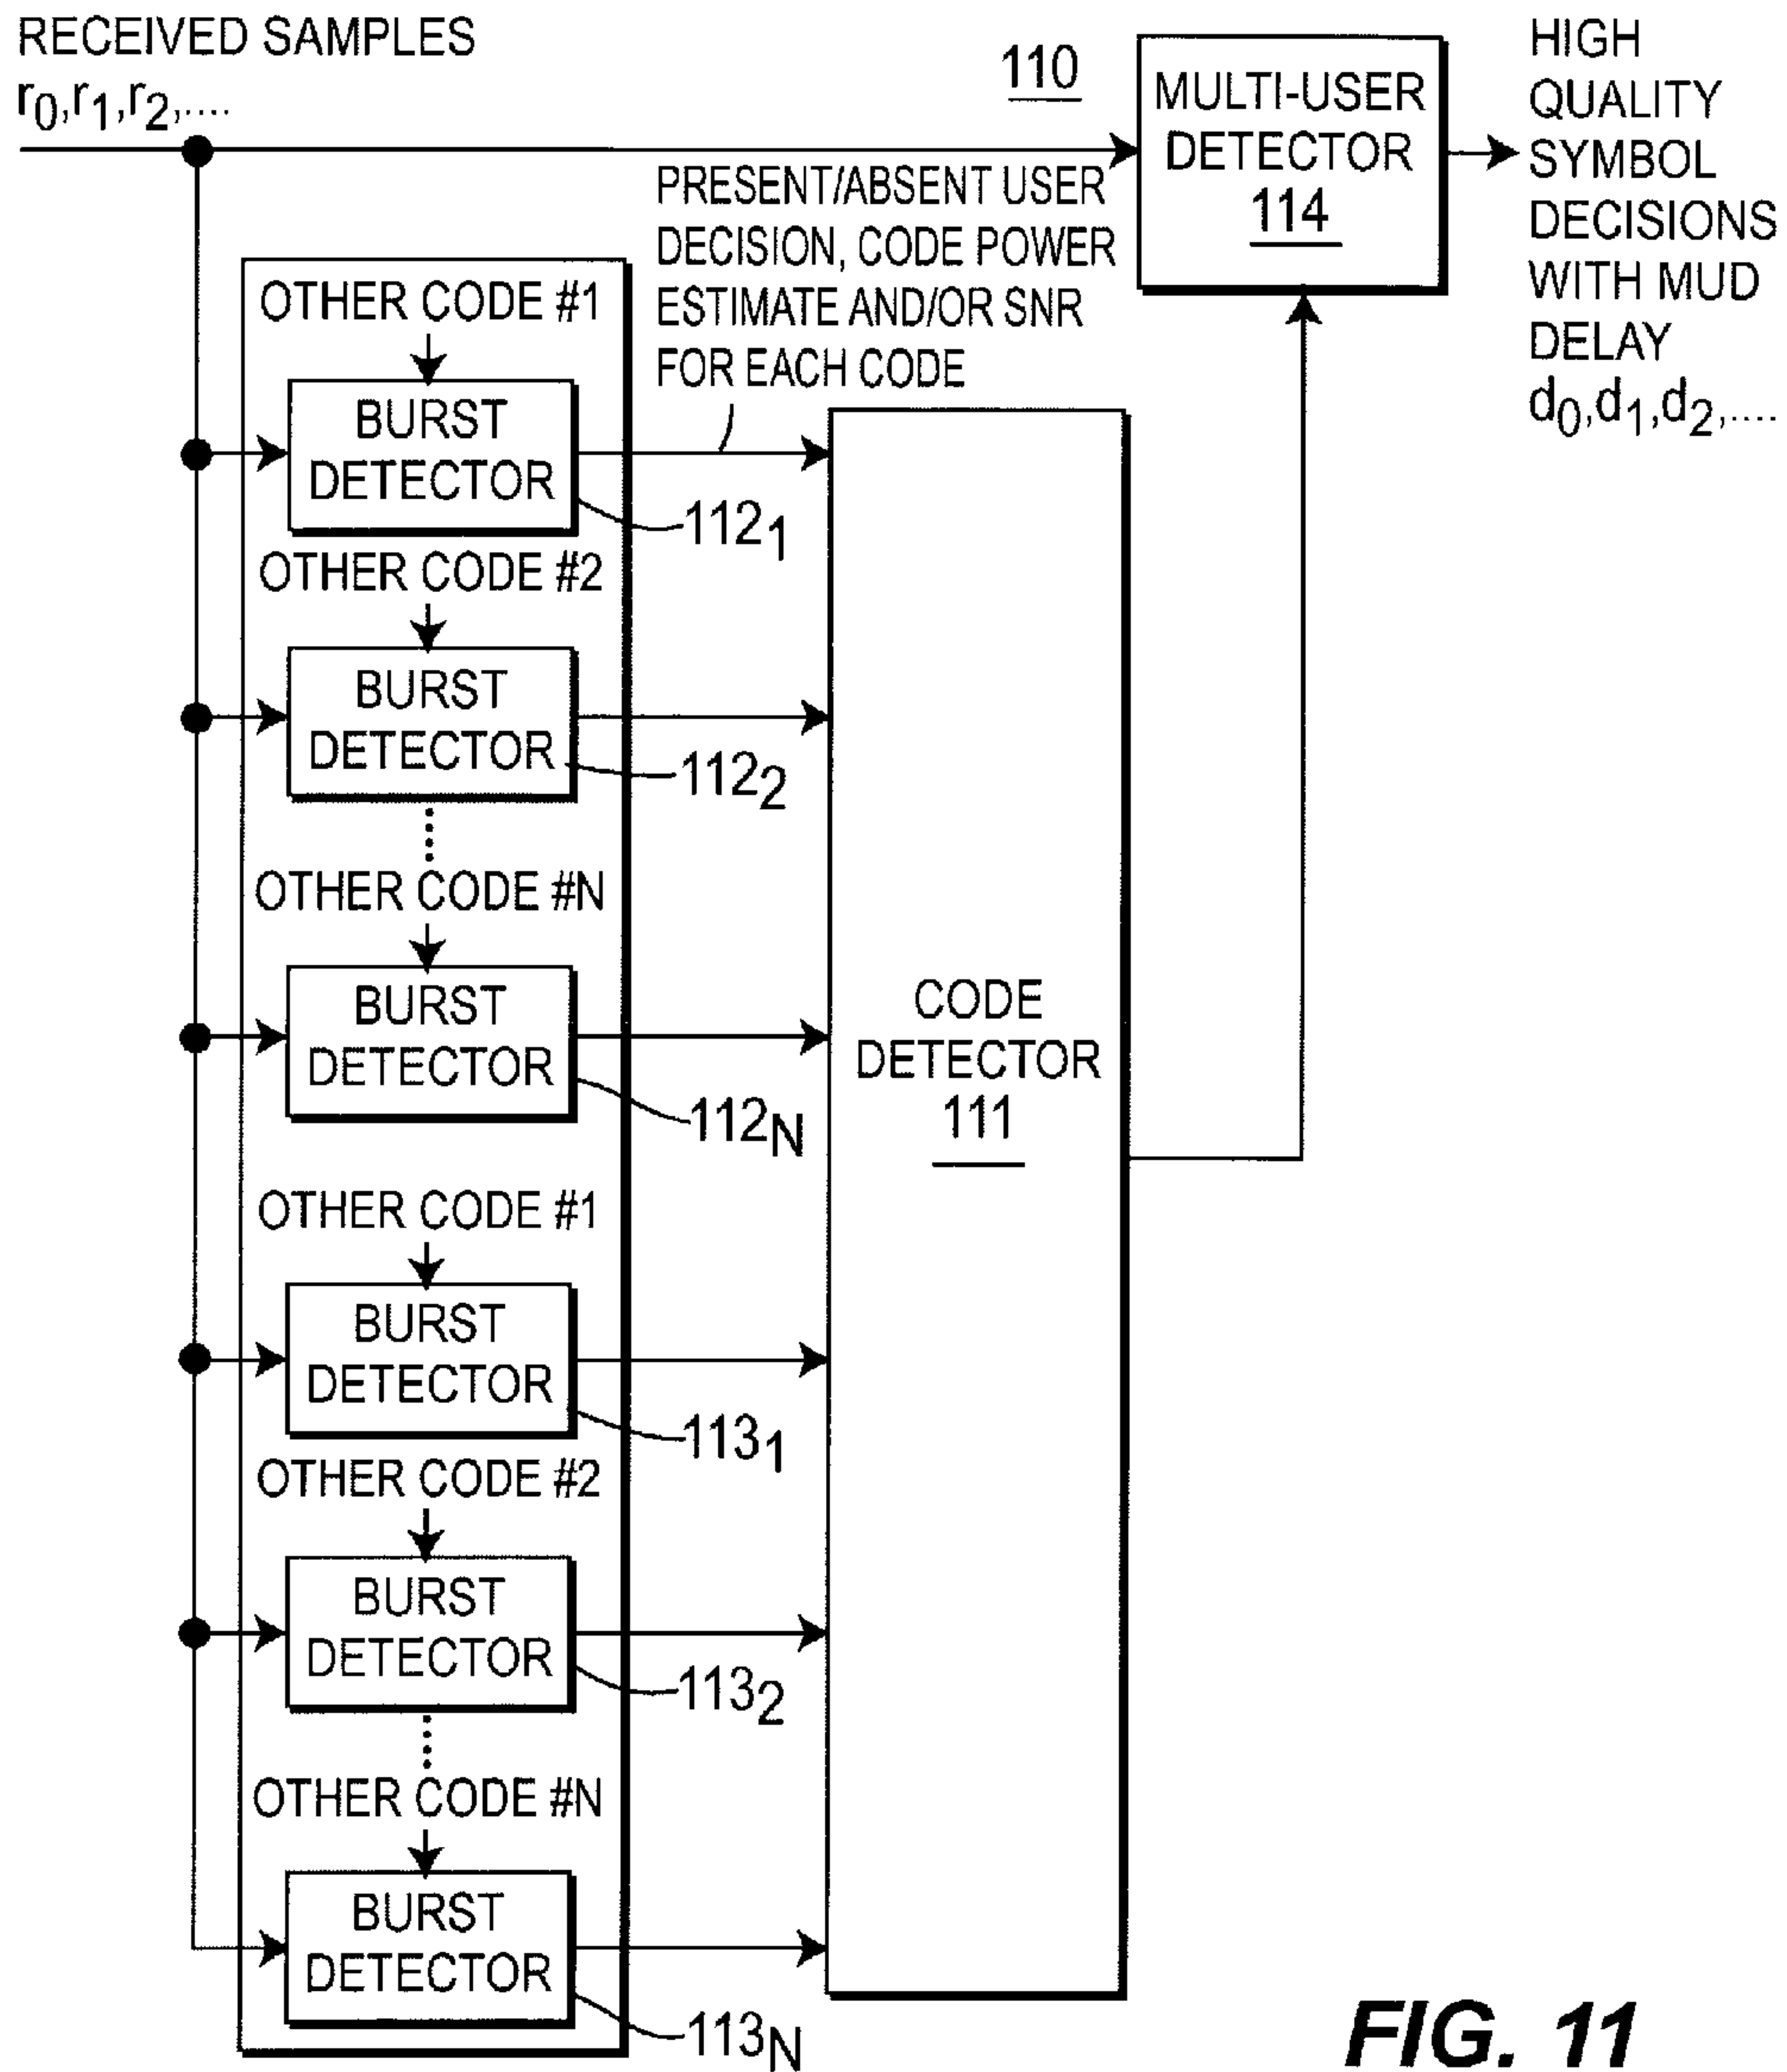 RECEIVED SAMPLES
r0,r1,r2,....
110
MULTI-USER
DETECTOR
114
HIGH
QUALITY
SYMBOL
DECISIONS
WITH MUD
DELAY
d0,d1,d2,....
PRESENT/ABSENT USER
DECISION, CODE POWER
ESTIMATE AND/OR SNR
FOR EACH CODE
OTHER CODE #1
BURST
DETECTOR
1121
OTHER CODE #2
BURST
DETECTOR
1122
OTHER CODE #N
BURST
DETECTOR
112N
CODE
DETECTOR
111
OTHER CODE #1
BURST
DETECTOR
1131
OTHER CODE #2
BURST
DETECTOR
1132
OTHER CODE #N
BURST
DETECTOR
113N
FIG. 11